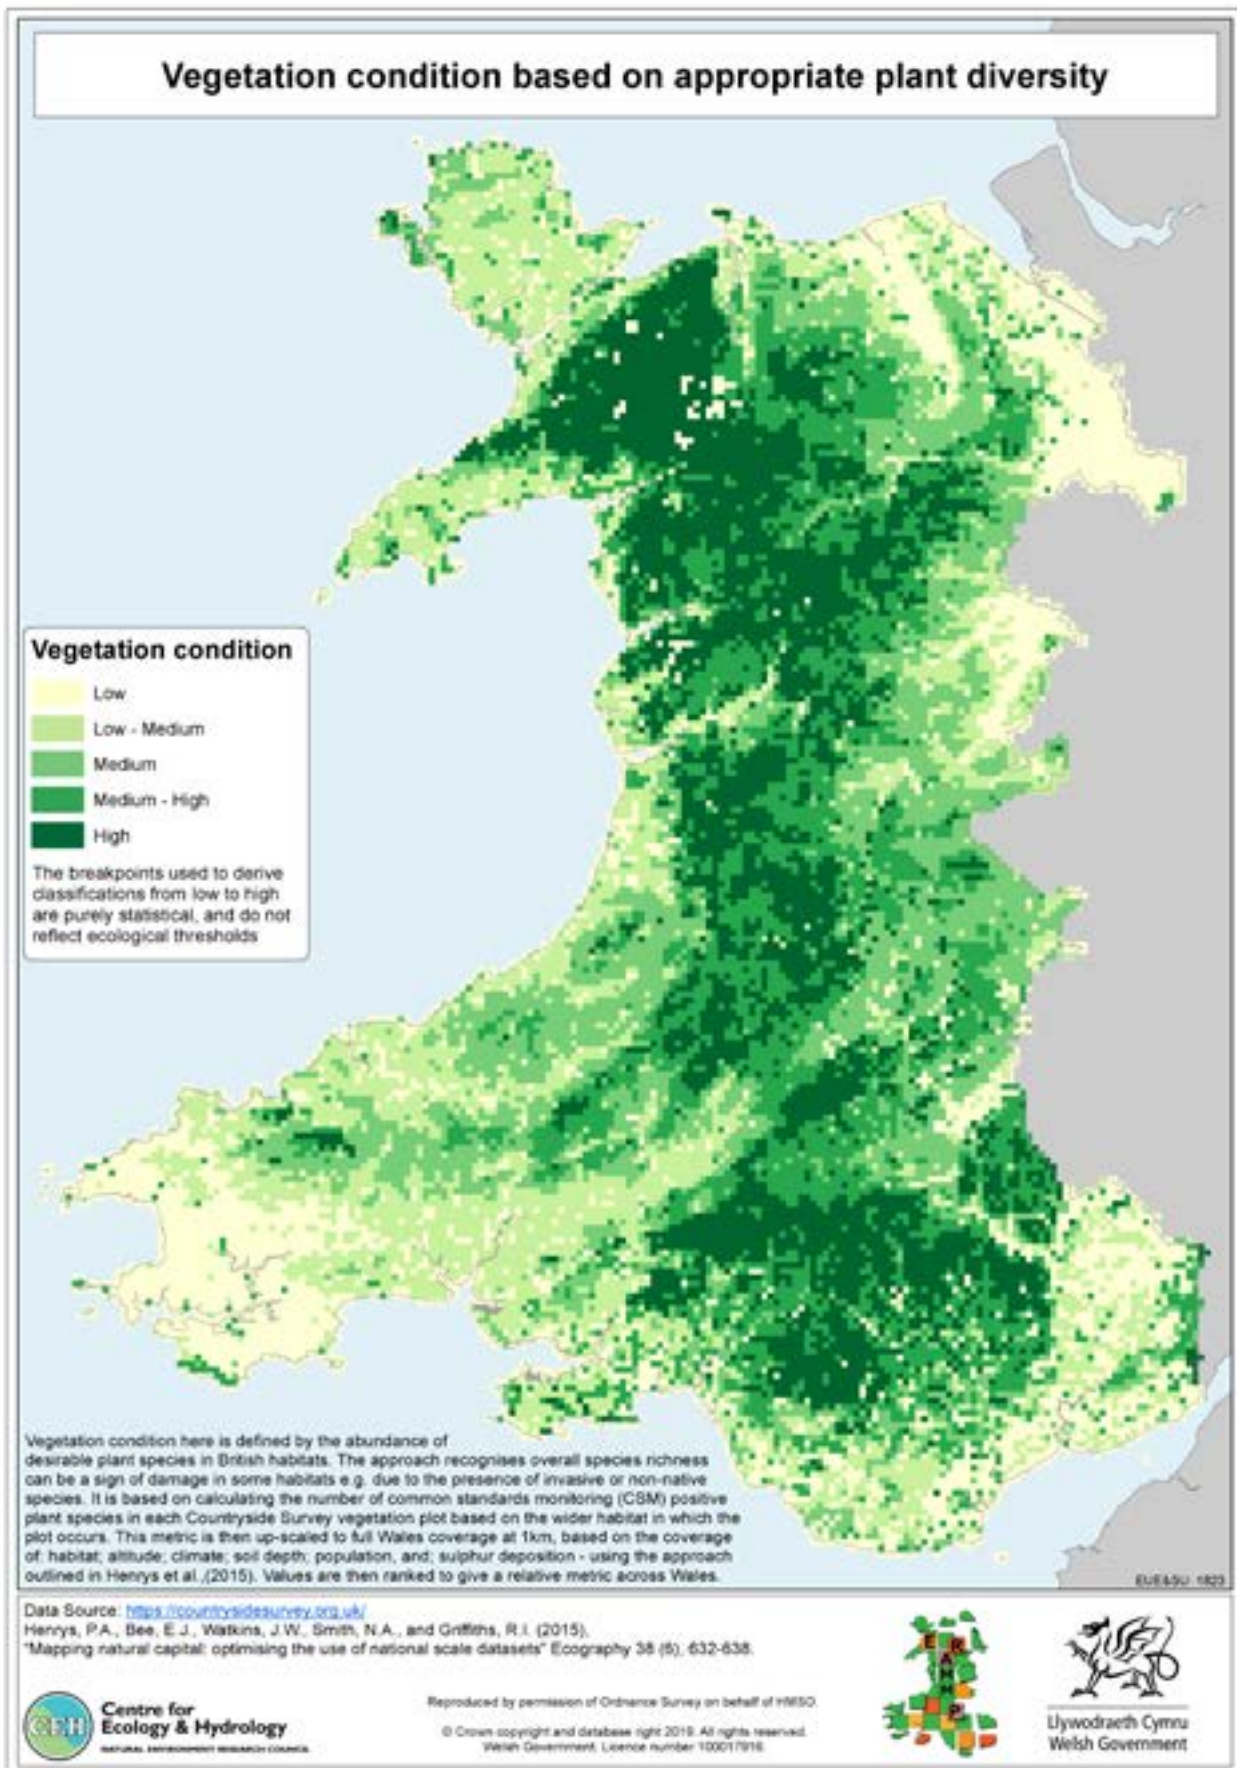 Vegetation condition based on appropriate plant diversity
Vegetation condition
Low
Low - Medium
Medium
Medium - High
High
The breakpoints used to derive
classifications from low to high
are purely statistical, and do not
reflect ecological thresholds
Vegetation condition here is defined by the abundance of
desirable plant species in British habitats. The approach recognises overall species richness
can be a sign of damage in some habitats e.g. due to the presence of invasive or non-native
species. It is based on calculating the number of common standards monitoring (CSM) positive
plant species in each Countryside Survey vegetation plot based on the wider habitat in which the
plot occurs. This metric is then up-scaled to full Wales coverage at 1km, based on the coverage
of: habitat; altitude; climate; soil depth; population, and; sulphur deposition - using the approach
outlined in Henrys et al.,(2015). Values are then ranked to give a relative metric across Wales.
EUE&SU: 1823
Data Source: https://countrysidesurvey.org.uk/
Henrys, P.A., Bee, E.J., Watkins, J.W., Smith, N.A., and Griffiths, R.I. (2015),
"Mapping natural capital: optimising the use of national scale datasets" Ecography 38 (6), 632-638.
CEH
Centre for
Ecology & Hydrology
NATURAL ENVIRONMENT RESEARCH COUNCIL
Reproduced by permission of Ordnance Survey on behalf of HMSO.
© Crown copyright and database right 2019. All rights reserved.
Welsh Government. Licence number 100017916
ERAMMP
Llywodraeth Cymru
Welsh Government